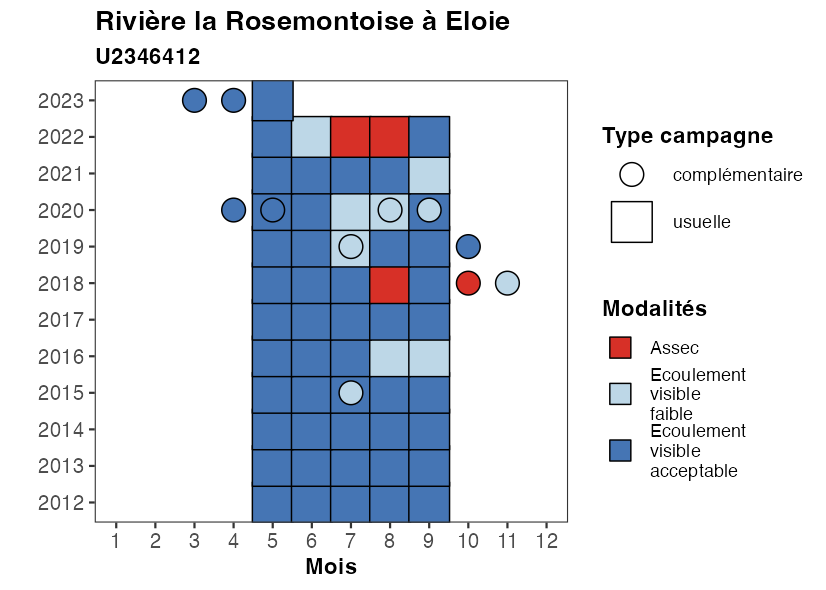 Rivière la Rosemontoise à Eloie
U2346412
2023
2022
2021
2020
2019
2018
2017
2016
2015
2014
2013
2012
1 2 3 4 5 6 7 8 9 10 11 12
Mois
Type campagne
complémentaire
usuelle
Modalités
Assec
Ecoulement
visible
faible
Ecoulement
visible
acceptable